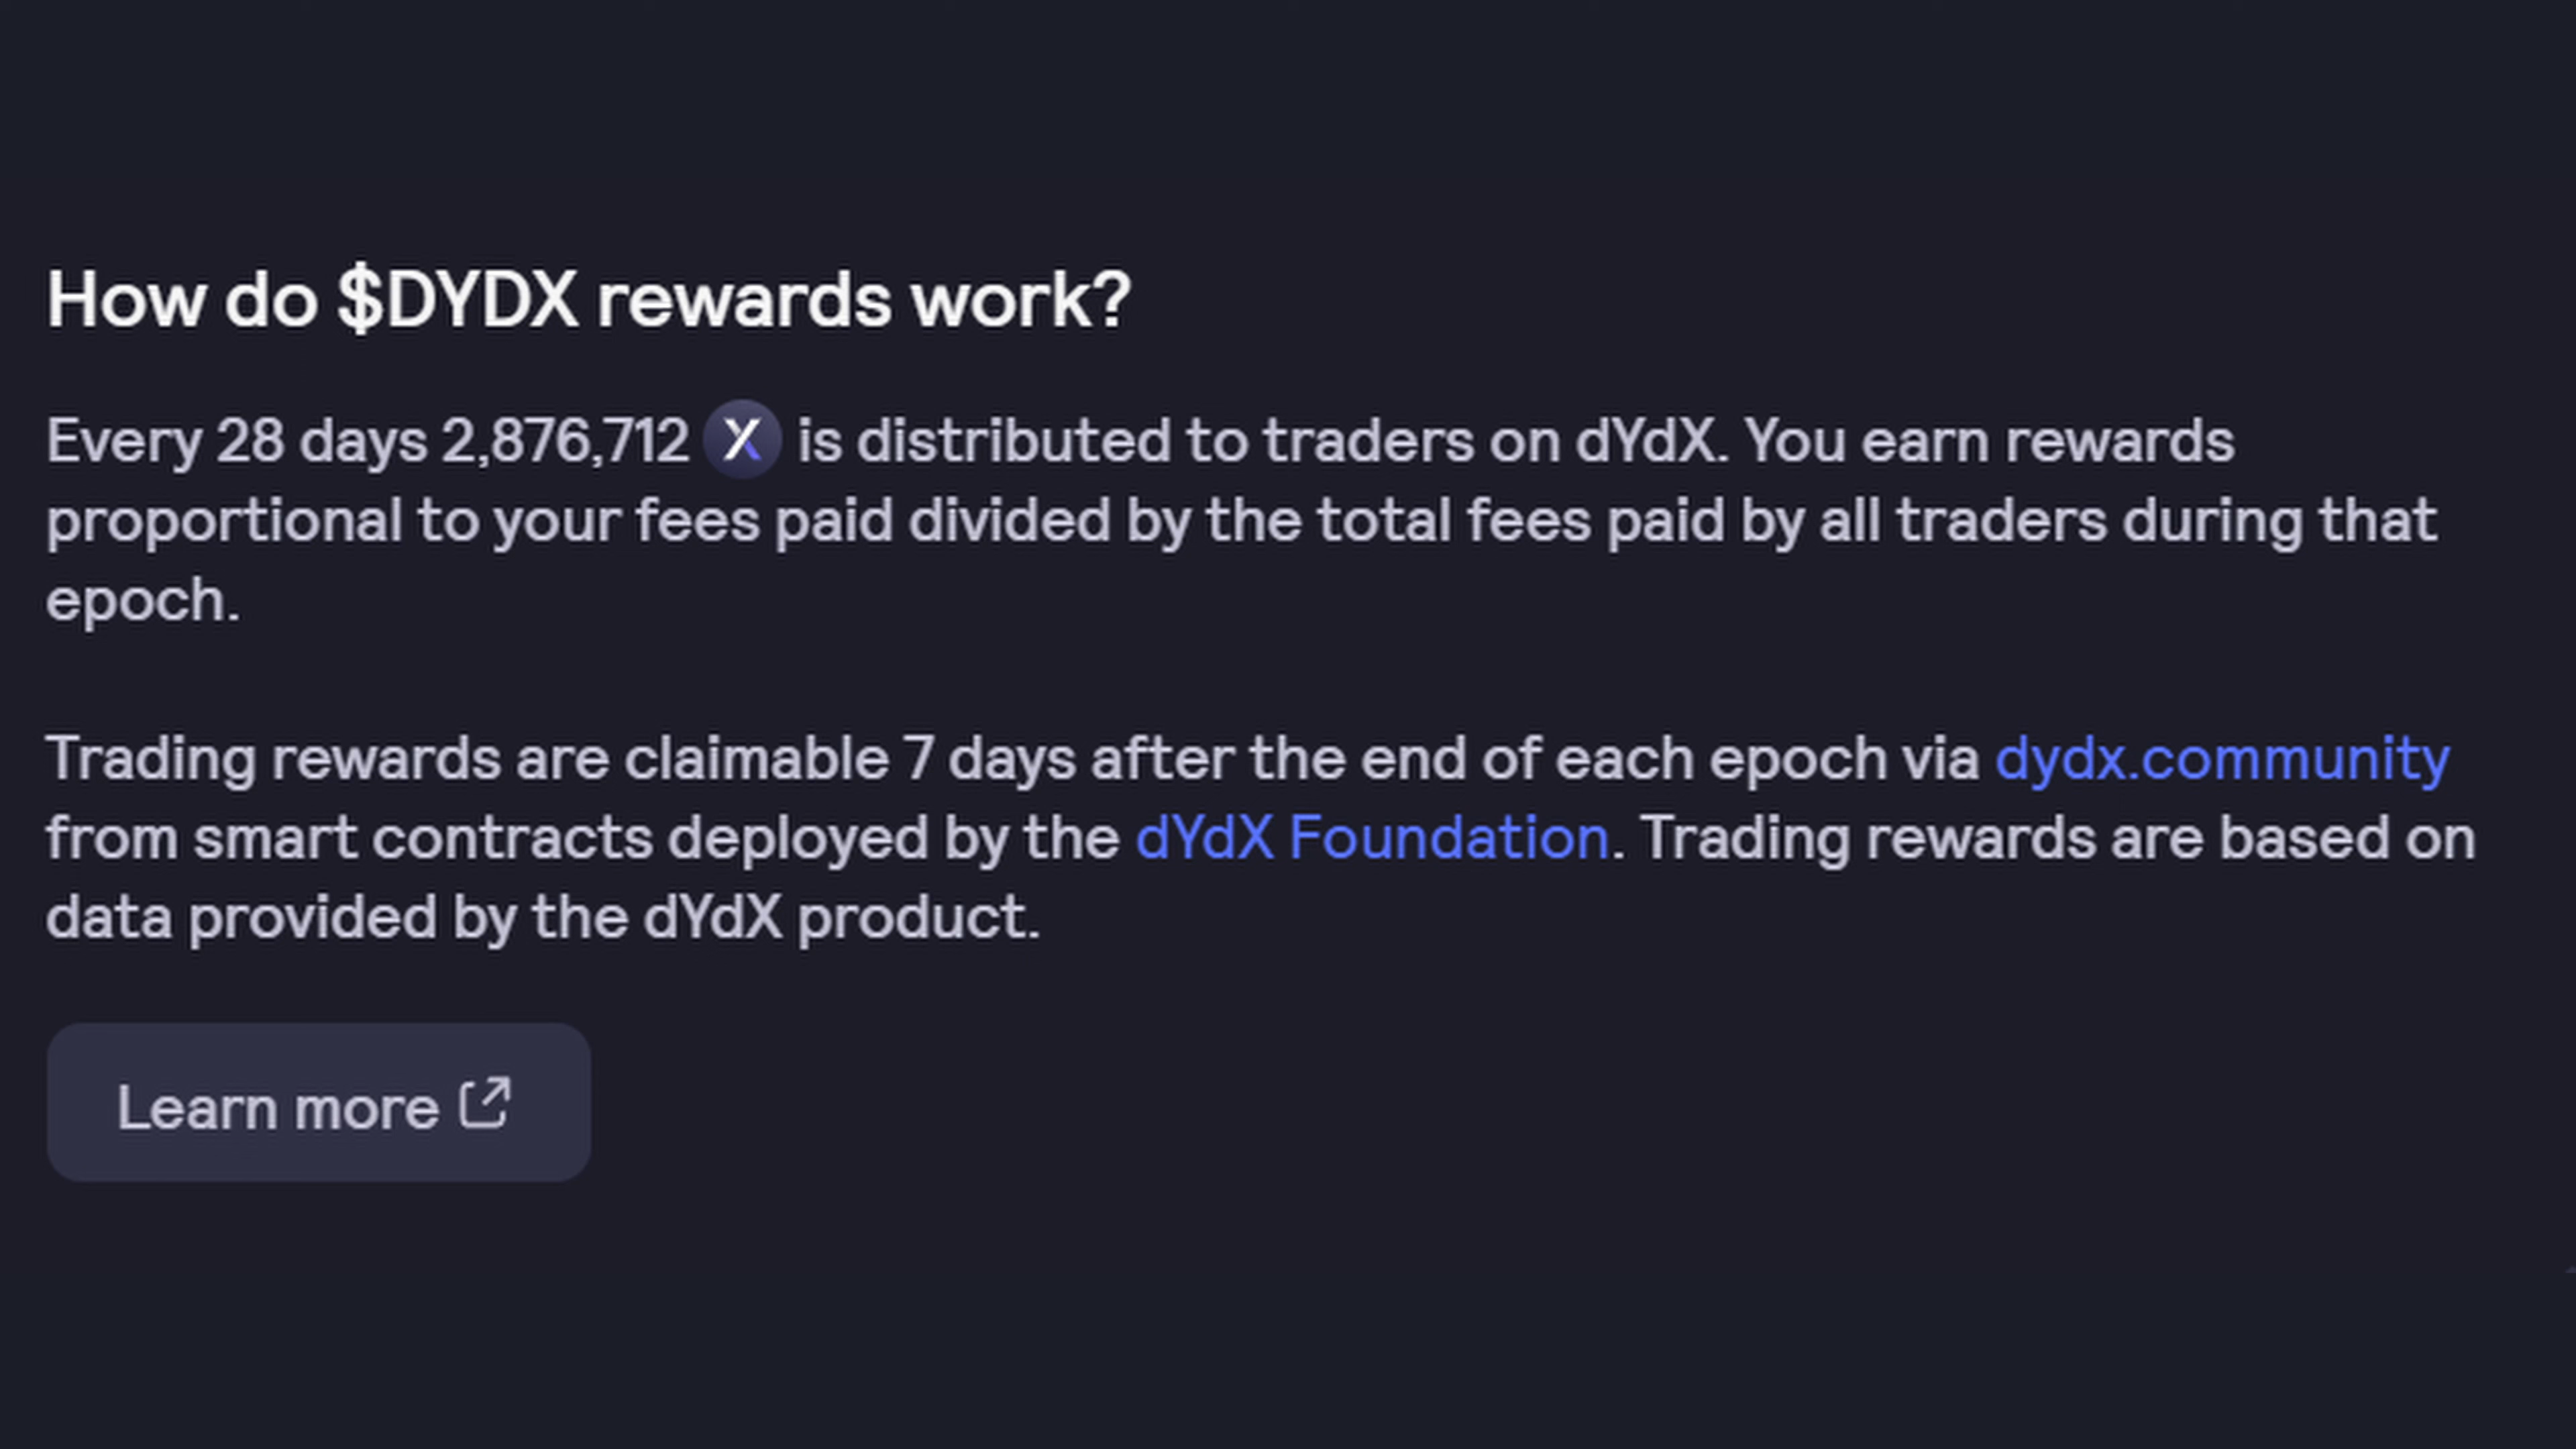 How do $DYDX rewards work?
Every 28 days 2,876,712 X is distributed to traders on dYdX. You earn rewards
proportional to your fees paid divided by the total fees paid by all traders during that
epoch.
Trading rewards are claimable 7 days after the end of each epoch via dydx.community
from smart contracts deployed by the dYdX Foundation. Trading rewards are based on
data provided by the dYdX product.
Learn more